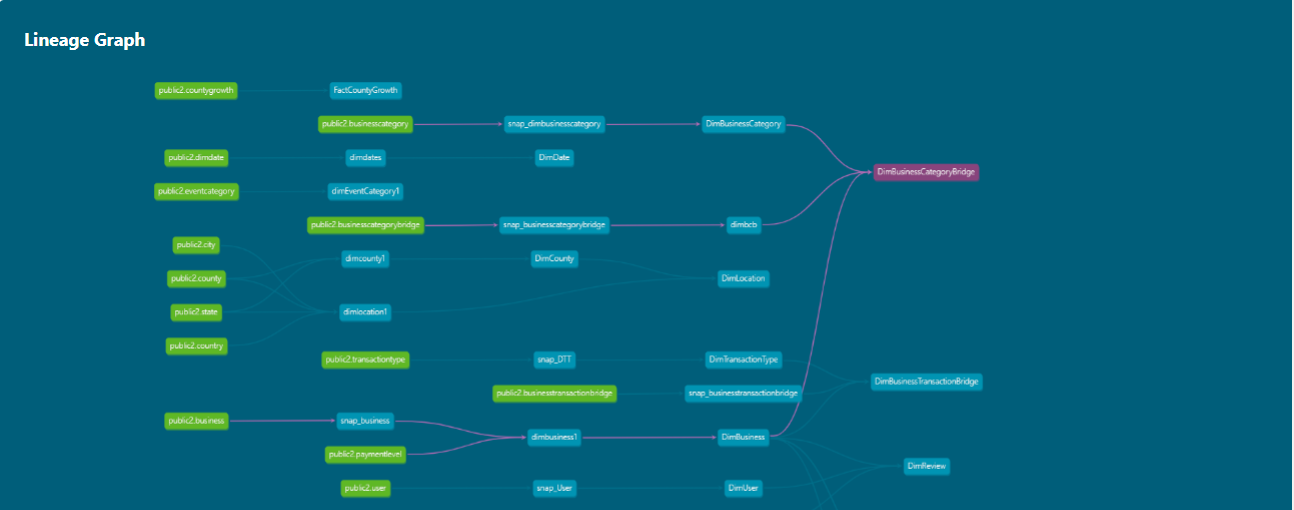 Lineage Graph
public2.countygrowth
FactCountyGrowth
public2.businesscategory
snap_dimbusinesscategory
DimBusinessCategory
public2.dimdate
dimdates
DimDate
DimBusinessCategoryBridge
public2.eventcategory
dimEventCategory1
public2.businesscategorybridge
snap_businesscategorybridge
dimbcb
public2.city
dimcounty1
DimCounty
public2.county
DimLocation
public2.state
dimlocation1
public2.country
public2.transactiontype
snap_DTT
DimTransactionType
DimBusinessTransactionBridge
public2.businesstransactionbridge
snap_businesstransactionbridge
public2.business
snap_business
dimbusiness1
DimBusiness
public2.paymentlevel
DimReview
public2.user
snap_User
DimUser